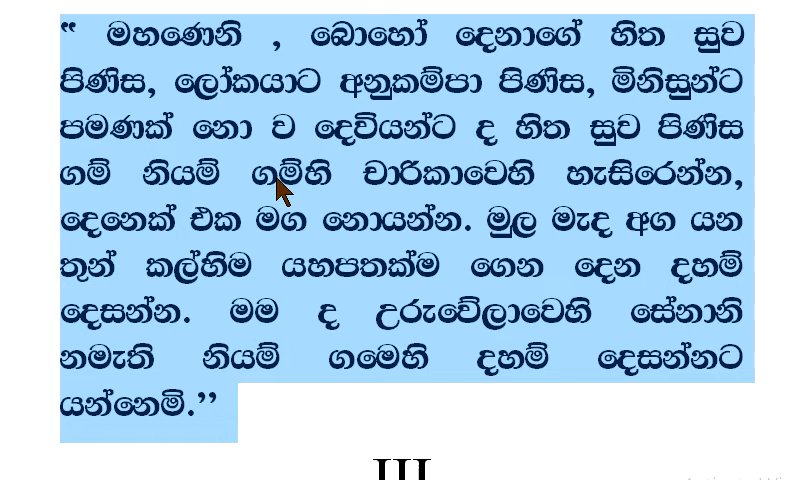 ‘‘ මහණෙනි , බොහෝ දෙනාගේ හිත සුව
පිණිස, ලෝකයාට අනුකම්පා පිණිස, මිනිසුන්ට
පමණක් නො ව දෙවියන්ට ද හිත සුව පිණිස
ගම් නියම් ගම්හි චාරිකාවෙහි හැසිරෙන්න,
දෙනෙක් එක මග නොයන්න. මුල මැද අග යන
තුන් කල්හිම යහපතක්ම ගෙන දෙන දහම්
දෙසන්න. මම ද උරුවේලාවෙහි සේනානි
නමැති නියම් ගමෙහි දහම් දෙසන්නට
යන්නෙමි.’’
III